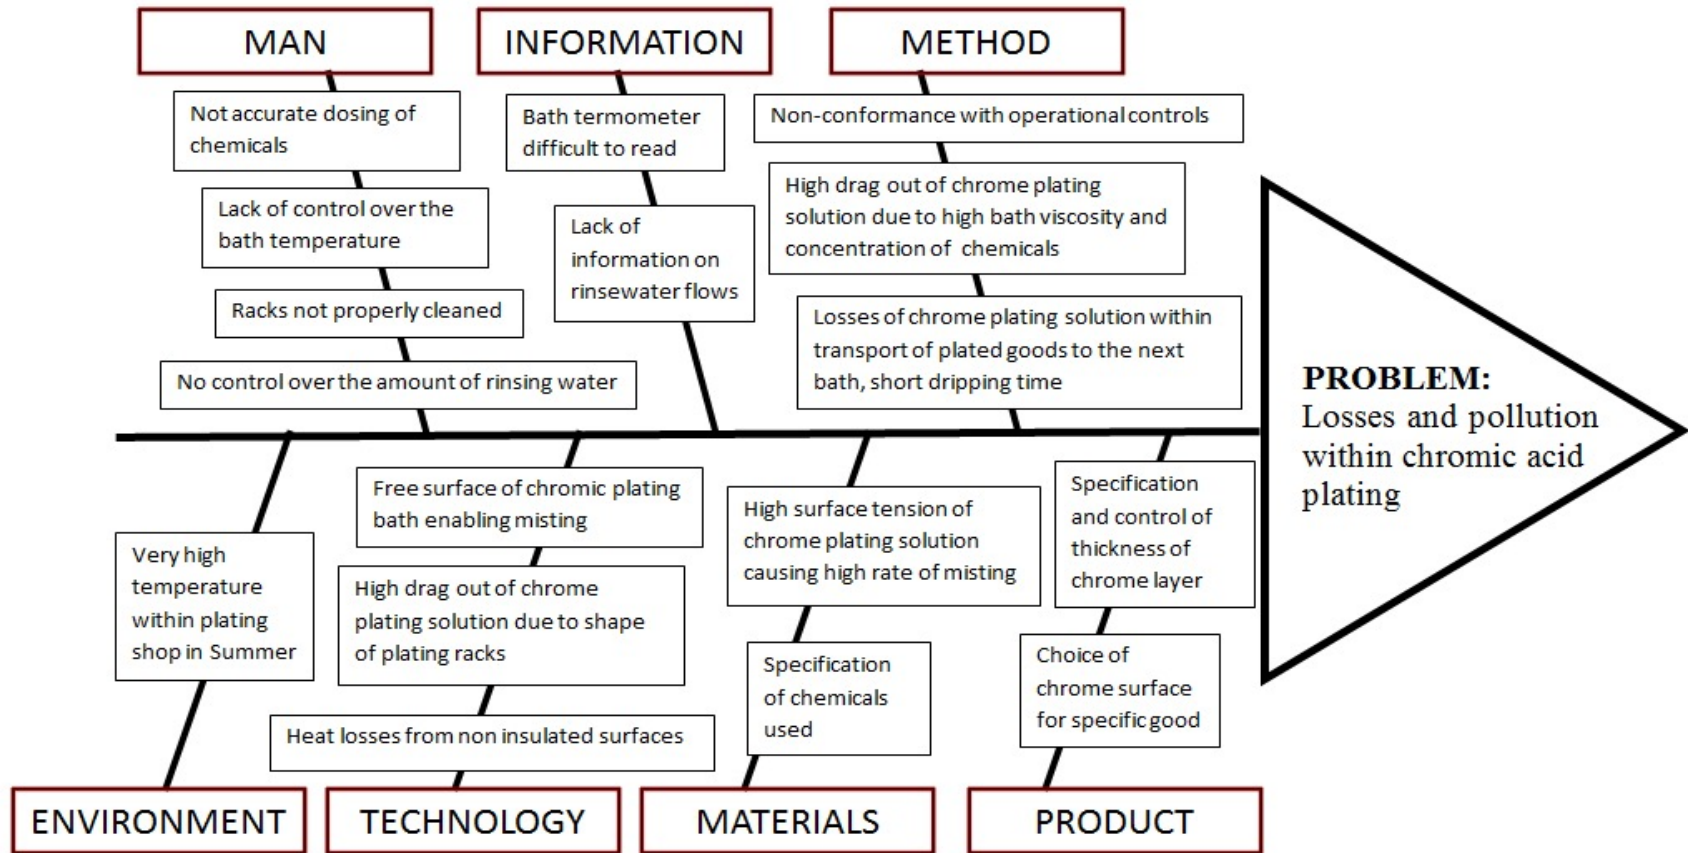 MAN
Not accurate dosing of
chemicals
Lack of control over the
bath temperature
Racks not properly cleaned
No control over the amount of rinsing water
INFORMATION
Bath termometer
difficult to read
Lack of
information on
rinsewater flows
METHOD
Non-conformance with operational controls
High drag out of chrome plating
solution due to high bath viscosity and
concentration of chemicals
Losses of chrome plating solution within
transport of plated goods to the next
bath, short dripping time
PROBLEM:
Losses and pollution
within chromic acid
plating
Very high
temperature
within plating
shop in Summer
ENVIRONMENT
Free surface of chromic plating
bath enabling misting
High drag out of chrome
plating solution due to shape
of plating racks
Heat losses from non insulated surfaces
TECHNOLOGY
High surface tension of
chrome plating solution
causing high rate of misting
Specification
of chemicals
used
MATERIALS
Specification
and control of
thickness of
chrome layer
Choice of
chrome surface
for specific good
PRODUCT